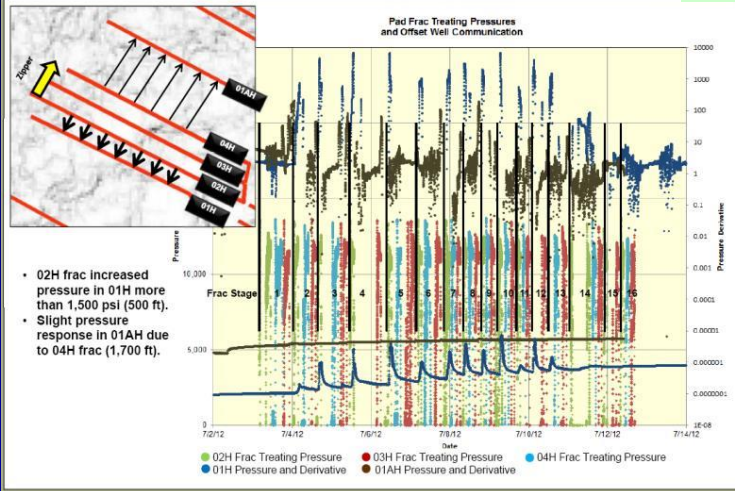 Pad Frac Treating Pressures
and Offset Well Communication
Zipper
01AH
04H
03H
02H
01H
• 02H frac increased
pressure in 01H more
than 1,500 psi (500 ft).
• Slight pressure
response in 01AH due
to 04H frac (1,700 ft).
Pressure
10,000
5,000
0
Frac Stage
1 2 3 4 5 6 7 8 9 10 11 12 13 14 15 16
10000
1000
100
10
1
0.1
0.01
0.001
0.0001
0.00001
0.000001
0.0000001
1E-08
Pressure Derivative
7/2/12 7/4/12 7/6/12 7/8/12 7/10/12 7/12/12 7/14/12
Date
02H Frac Treating Pressure 03H Frac Treating Pressure 04H Frac Treating Pressure
01H Pressure and Derivative 01AH Pressure and Derivative